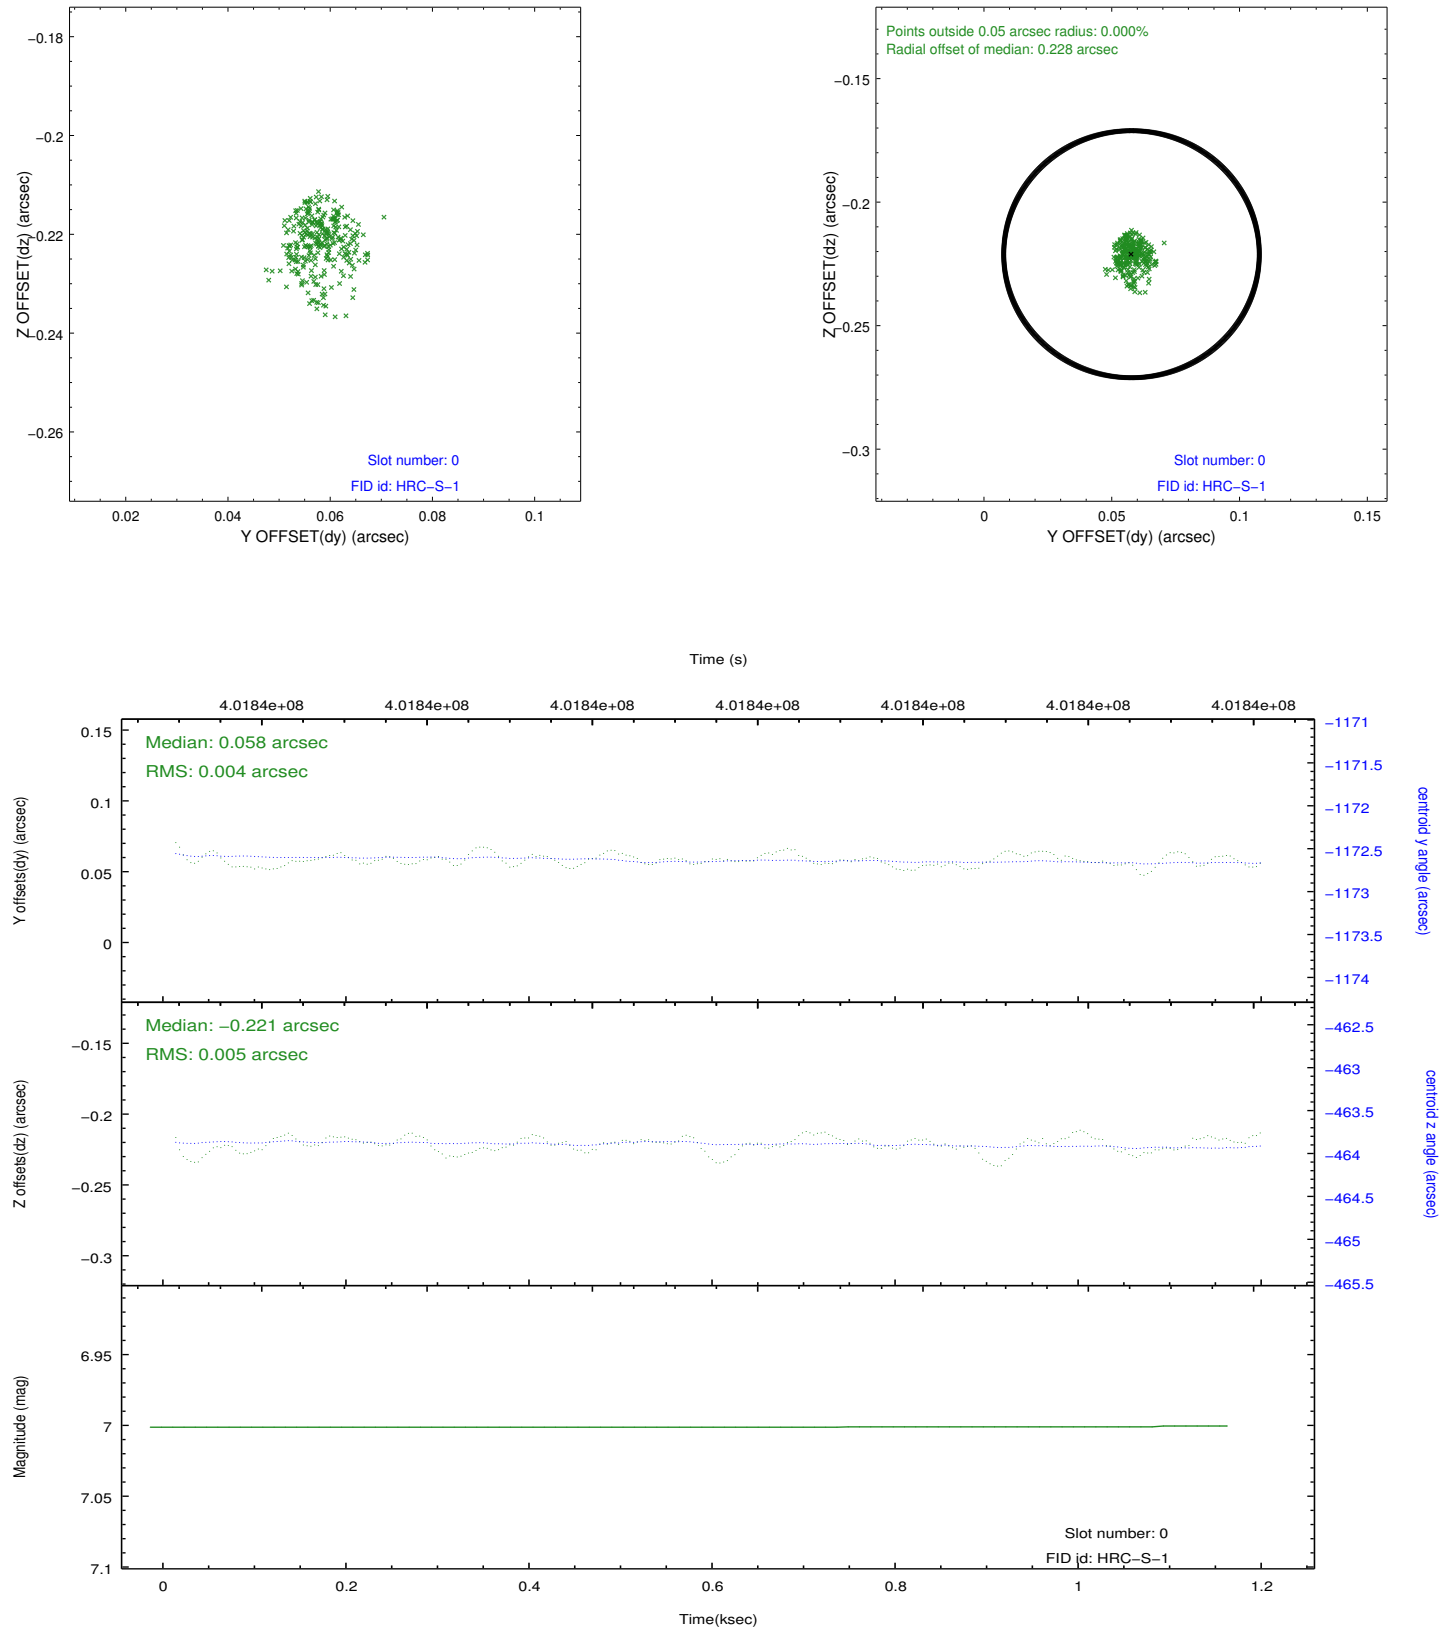 −0.18
−0.2
−0.22
−0.24
−0.26
Z OFFSET(dz) (arcsec)
Slot number: 0
FID id: HRC−S−1
0.02
0.04
0.06
0.08
0.1
Y OFFSET(dy) (arcsec)
Points outside 0.05 arcsec radius: 0.000%
Radial offset of median: 0.228 arcsec
−0.15
−0.2
−0.25
−0.3
Z OFFSET(dz) (arcsec)
Slot number: 0
FID id: HRC−S−1
0
0.05
0.1
0.15
Y OFFSET(dy) (arcsec)
Time (s)
4.0184e+08
4.0184e+08
4.0184e+08
4.0184e+08
4.0184e+08
4.0184e+08
4.0184e+08
Median: 0.058 arcsec
RMS: 0.004 arcsec
0.15
0.1
0.05
0
Y offsets(dy) (arcsec)
−1171
−1171.5
−1172
−1172.5
−1173
−1173.5
−1174
centroid y angle (arcsec)
Median: −0.221 arcsec
RMS: 0.005 arcsec
−0.15
−0.2
−0.25
−0.3
Z offsets(dz) (arcsec)
−462.5
−463
−463.5
−464
−464.5
−465
−465.5
centroid z angle (arcsec)
6.95
7
7.05
7.1
Magnitude (mag)
Slot number: 0
FID id: HRC−S−1
0
0.2
0.4
0.6
0.8
1
1.2
Time(ksec)